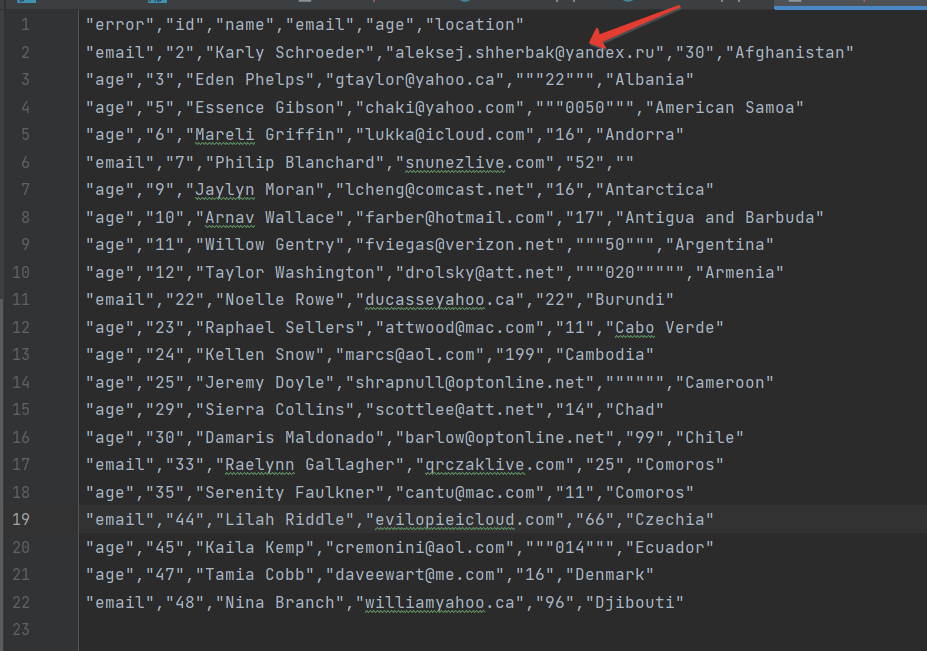 1 "error","id","name","email","age","location"
2 "email","2","Karly Schroeder","aleksej.shherbak@yandex.ru","30","Afghanistan"
3 "age","3","Eden Phelps","gtaylor@yahoo.ca","""22""","Albania"
4 "age","5","Essence Gibson","chaki@yahoo.com","""0050""","American Samoa"
5 "age","6","Mareli Griffin","lukka@icloud.com","16","Andorra"
6 "email","7","Philip Blanchard","snunezlive.com","52",""
7 "age","9","Jaylyn Moran","lcheng@comcast.net","16","Antarctica"
8 "age","10","Arnav Wallace","farber@hotmail.com","17","Antigua and Barbuda"
9 "age","11","Willow Gentry","fviegas@verizon.net","""50""","Argentina"
10 "age","12","Taylor Washington","drolsky@att.net","""020""""","Armenia"
11 "email","22","Noelle Rowe","ducasseyahoo.ca","22","Burundi"
12 "age","23","Raphael Sellers","attwood@mac.com","11","Cabo Verde"
13 "age","24","Kellen Snow","marcs@aol.com","199","Cambodia"
14 "age","25","Jeremy Doyle","shrapnull@optonline.net","""""","Cameroon"
15 "age","29","Sierra Collins","scottlee@att.net","14","Chad"
16 "age","30","Damaris Maldonado","barlow@optonline.net","99","Chile"
17 "email","33","Raelynn Gallagher","qrczaklive.com","25","Comoros"
18 "age","35","Serenity Faulkner","cantu@mac.com","11","Comoros"
19 "email","44","Lilah Riddle","evilopieicloud.com","66","Czechia"
20 "age","45","Kaila Kemp","cremonini@aol.com","""014""","Ecuador"
21 "age","47","Tamia Cobb","daveewart@me.com","16","Denmark"
22 "email","48","Nina Branch","williamyahoo.ca","96","Djibouti"
23